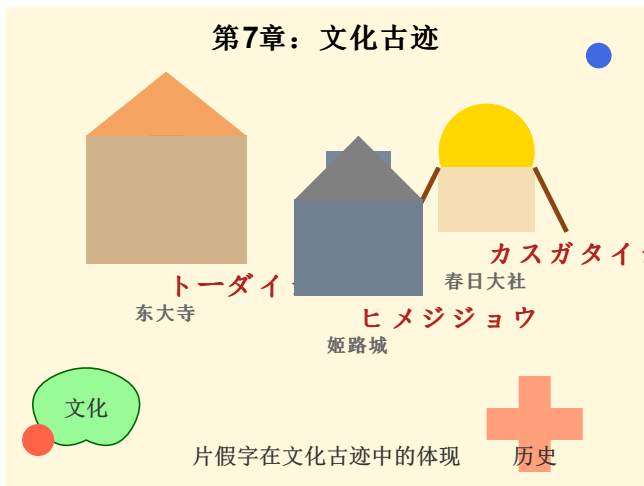 第7章：文化古迹
カスガタイ
トーダイ
春日大社
东大寺
ヒメジジョウ
姬路城
文化
片假字在文化古迹中的体现
历史